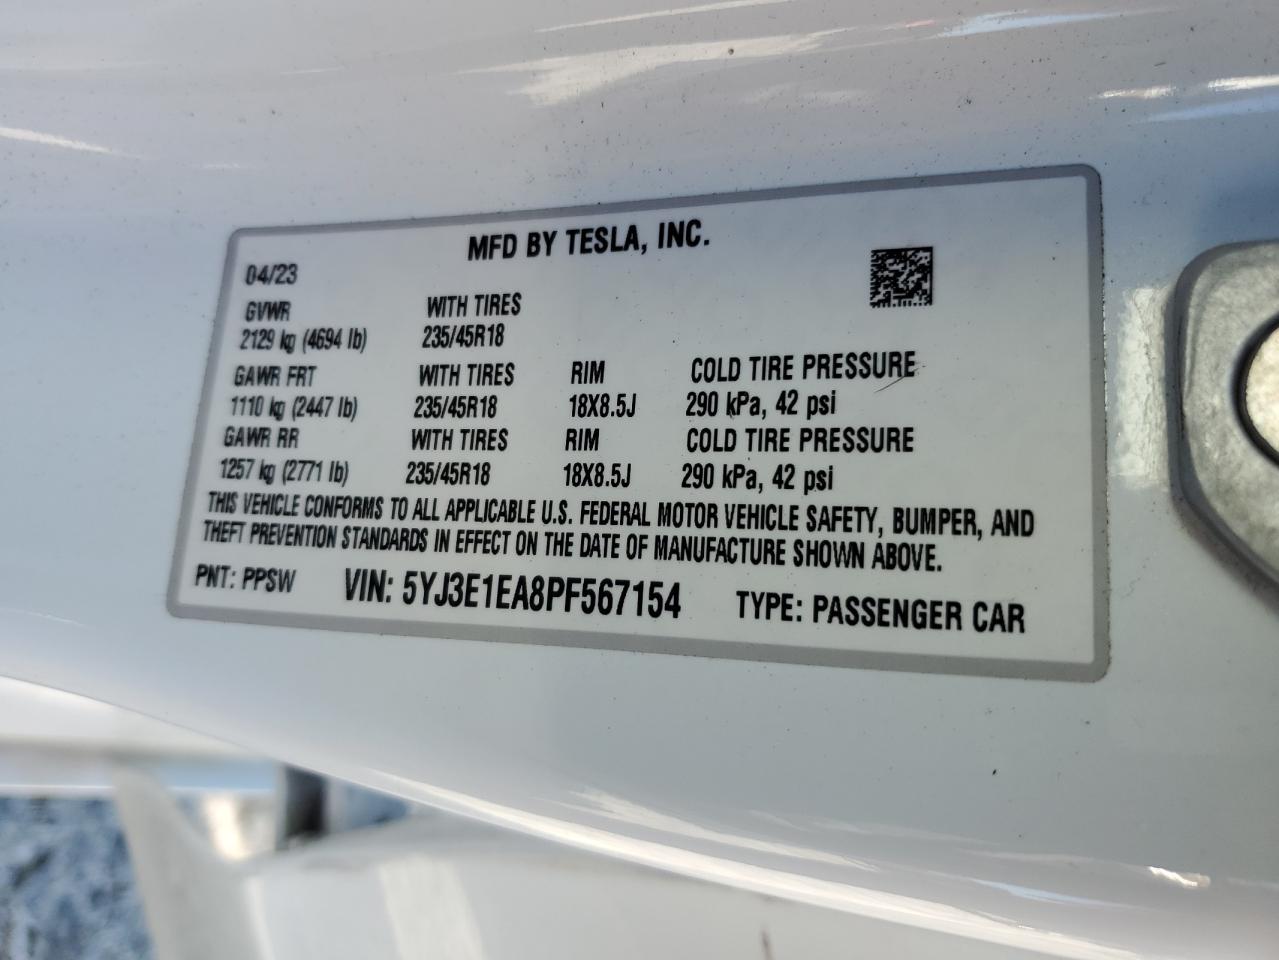 MFD BY TESLA, INC.
04/23
GVWR WITH TIRES
2129 kg (4694 lb) 235/45R18
GAWR FRT WITH TIRES RIM COLD TIRE PRESSURE
1110 kg (2447 lb) 235/45R18 18X8.5J 290 kPa, 42 psi
GAWR RR WITH TIRES RIM COLD TIRE PRESSURE
1257 kg (2771 lb) 235/45R18 18X8.5J 290 kPa, 42 psi
THIS VEHICLE CONFORMS TO ALL APPLICABLE U.S. FEDERAL MOTOR VEHICLE SAFETY, BUMPER, AND
THEFT PREVENTION STANDARDS IN EFFECT ON THE DATE OF MANUFACTURE SHOWN ABOVE.
PNT: PPSW VIN: 5YJ3E1EA8PF567154 TYPE: PASSENGER CAR